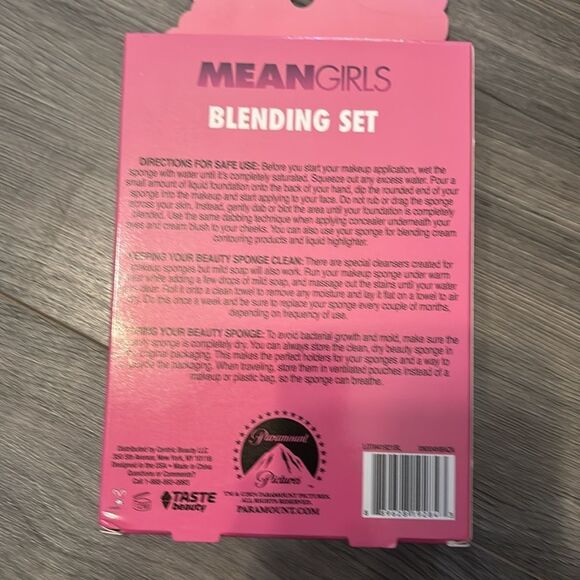 MEANGIRLS
BLENDING SET
DIRECTIONS FOR SAFE USE: Before you start your makeup application, wet the
sponge with water until it's completely saturated. Squeeze out any excess water. Pour a
small amount of liquid foundation onto the back of your hand, dip the rounded end of your
sponge into the makeup and start applying to your face. Do not rub or drag the sponge
across your skin. Instead, gently dab or blot the area until your foundation is completely
blended. Use the same dabbing technique when applying concealer underneath your
eyes and cream blush to your cheeks. You can also use your sponge for blending cream
contouring products and liquid highlighter.
KEEPING YOUR BEAUTY SPONGE CLEAN: There are special cleansers created for
makeup sponges but mild soap will also work. Run your makeup sponge under warm
water while adding a few drops of mild soap, and massage out the stains until your water
clear. Roll it onto a clean towel to remove any moisture and lay it flat on a towel to air
dry. Do this once a week and be sure to replace your sponge every couple of months,
depending on frequency of use.
YOUR BEAUTY SPONGE: To avoid bacterial growth and mold, make sure the
beauty sponge is completely dry. You can always store the clean, dry beauty sponge in
the original packaging. This makes the perfect holders for your sponges and a way to
the packaging. When traveling, store them in ventilated pouches instead of a
makeup or plastic bag, so the sponge can breathe.
Distributed by Centric Beauty LLC.
350 5th Avenue, New York, NY 10118
Designed in the USA • Made in China
Questions or Comments?
TASTE
beauty
Paramount
Pictures
TM & © 2021 PARAMOUNT PICTURES.
ALL RIGHTS RESERVED.
PARAMOUNT.COM